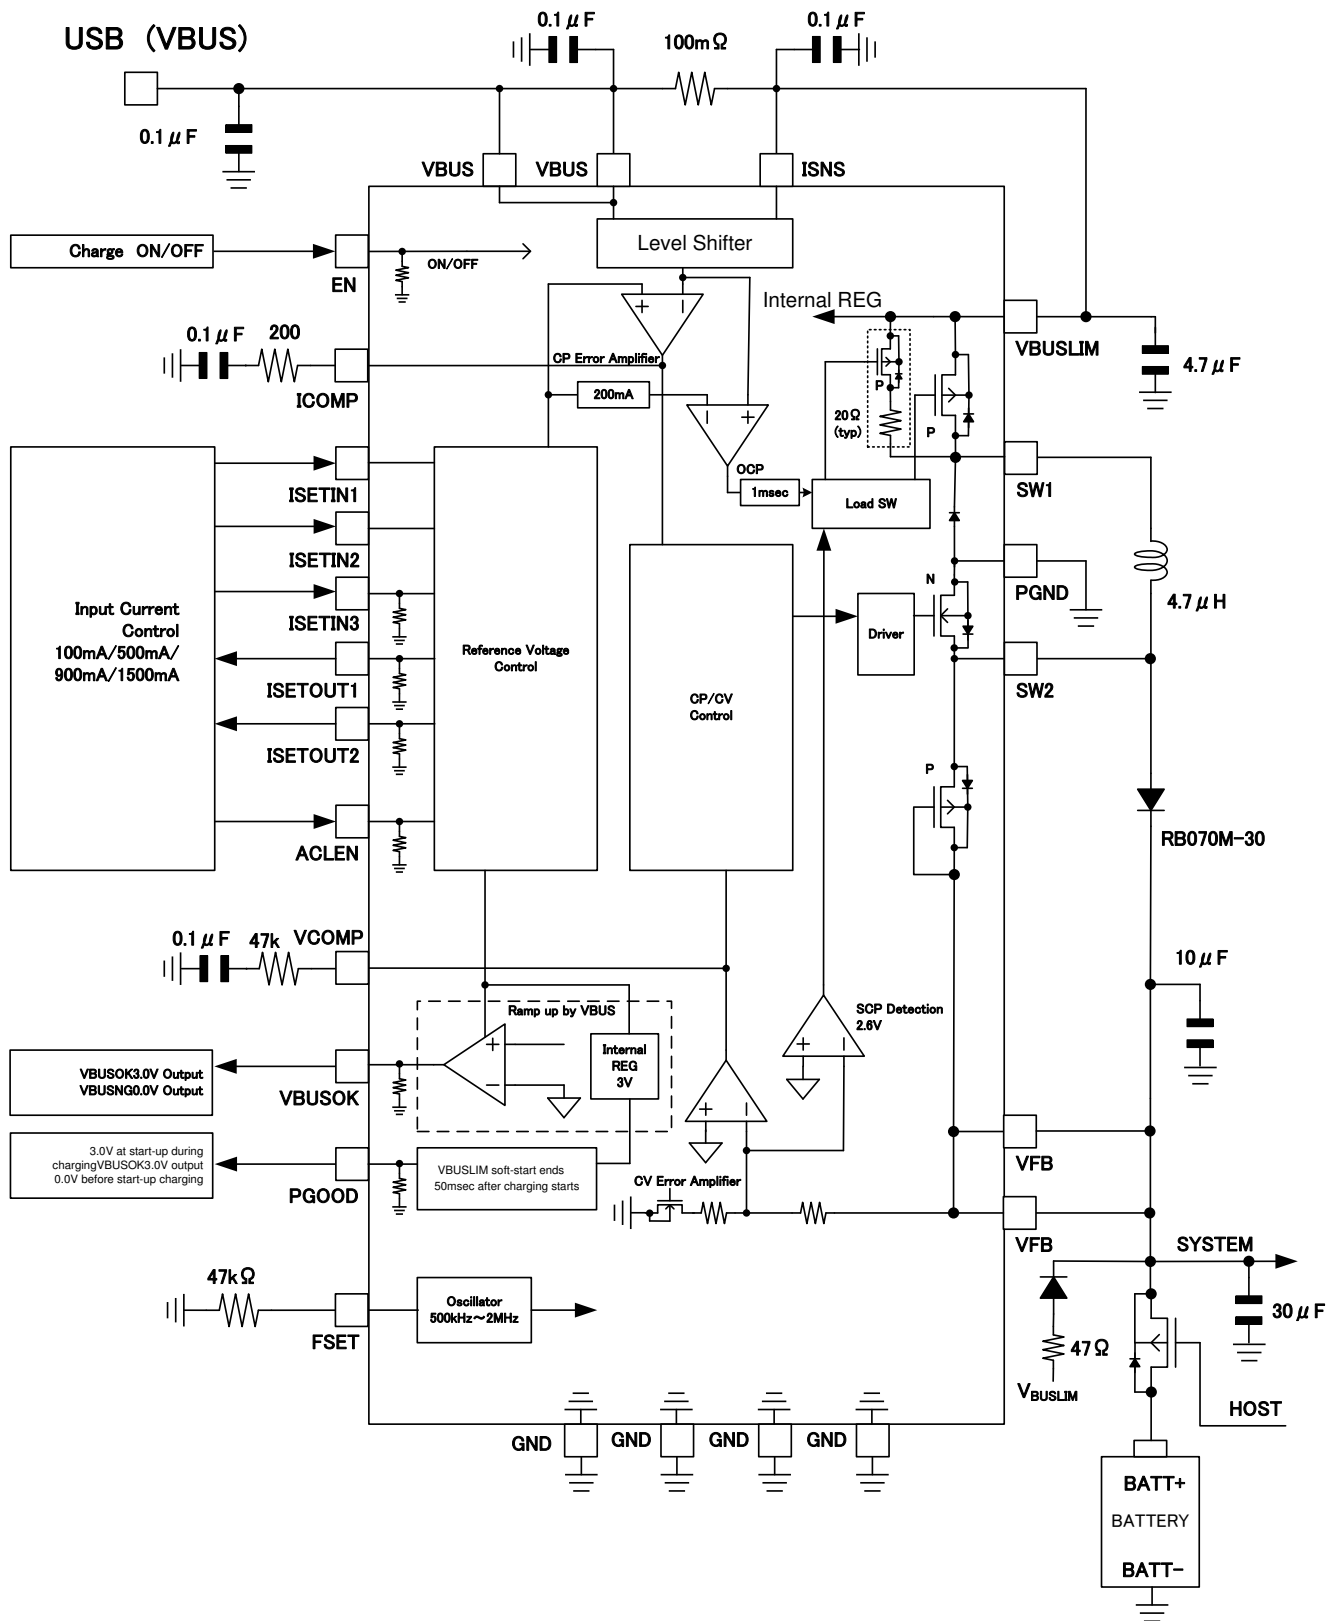 USB (VBUS)
0.1μF
0.1μF
100mΩ
0.1μF
VBUS
VBUS
ISNS
Level Shifter
Charge ON/OFF
EN
ON/OFF
Internal REG
VBUSLIM
4.7μF
0.1μF
200
ICOMP
CP Error Amplifier
200mA
OCP
1msec
20Ω
(typ)
P
P
Load SW
SW1
PGND
4.7μH
SW2
Input Current
Control
100mA/500mA/
900mA/1500mA
ISETIN1
ISETIN2
ISETIN3
ISETOUT1
ISETOUT2
ACLEN
Reference Voltage
Control
CP/CV
Control
Driver
N
P
RB070M-30
10μF
0.1μF
47k
VCOMP
Ramp up by VBUS
Internal
REG
3V
SCP Detection
2.6V
VBUSOK3.0V Output
VBUSNG0.0V Output
VBUSOK
3.0V at start-up during
chargingVBUSOK3.0V output
0.0V before start-up charging
PGOOD
VBUSLIM soft-start ends
50msec after charging starts
CV Error Amplifier
VFB
VFB
SYSTEM
30μF
47Ω
VBUSLIM
HOST
47kΩ
FSET
Oscillator
500kHz～2MHz
GND
GND
GND
GND
BATT+
BATTERY
BATT-